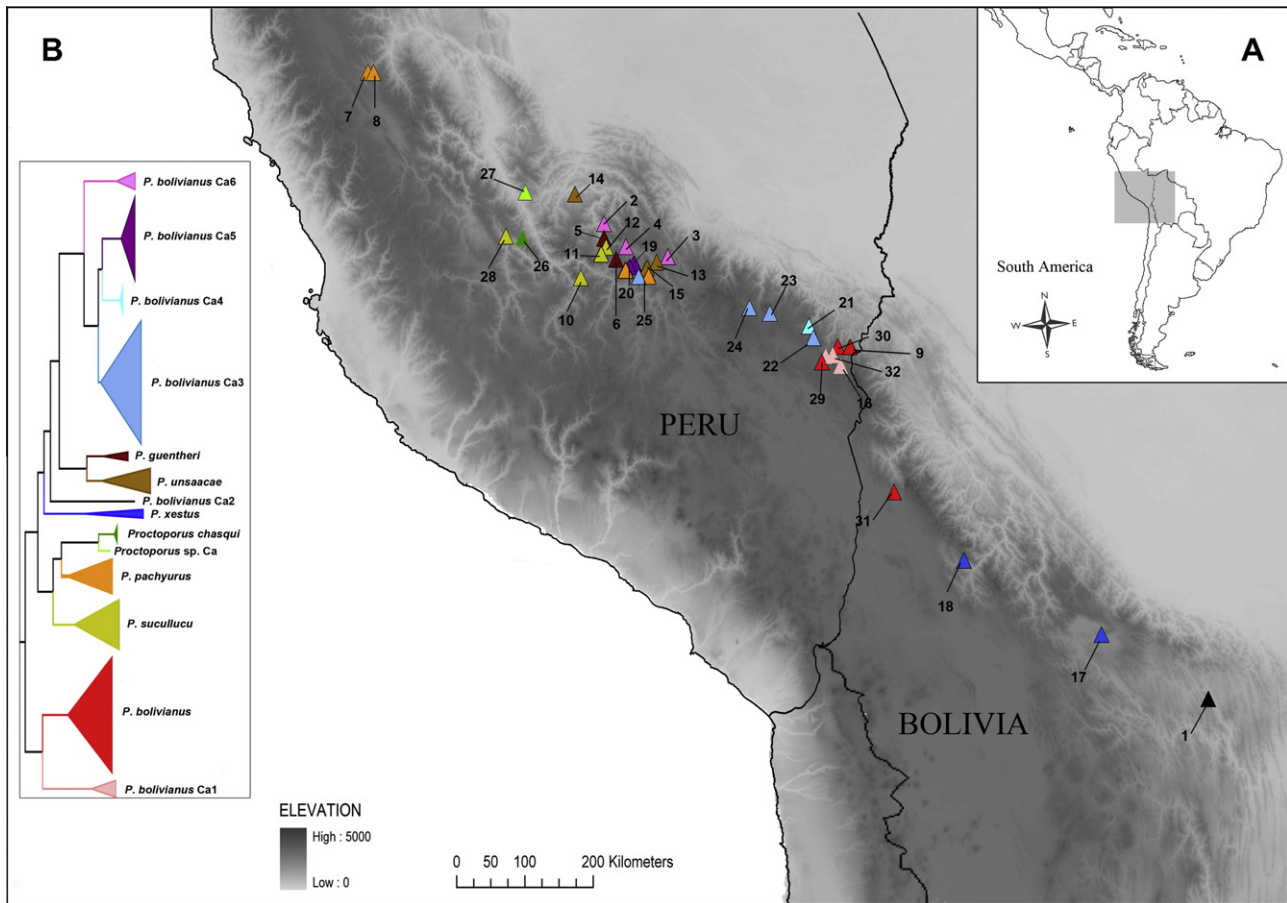 B
A
7
8
27
14
2
12
5
4
19
3
11
28
26
13
10
6
20
25
15
23
21
24
22
30
9
32
29
16
31
18
17
1
PERU
BOLIVIA
South America
N
W
E
S
P. bolivianus Ca6
P. bolivianus Ca5
P. bolivianus Ca4
P. bolivianus Ca3
P. guentheri
P. unsaacae
P. bolivianus Ca2
P. xestus
Proctoporus chasqui
Proctoporus sp. Ca
P. pachyurus
P. sucullucu
P. bolivianus
P. bolivianus Ca1
ELEVATION
High : 5000
Low : 0
0 50 100 200 Kilometers